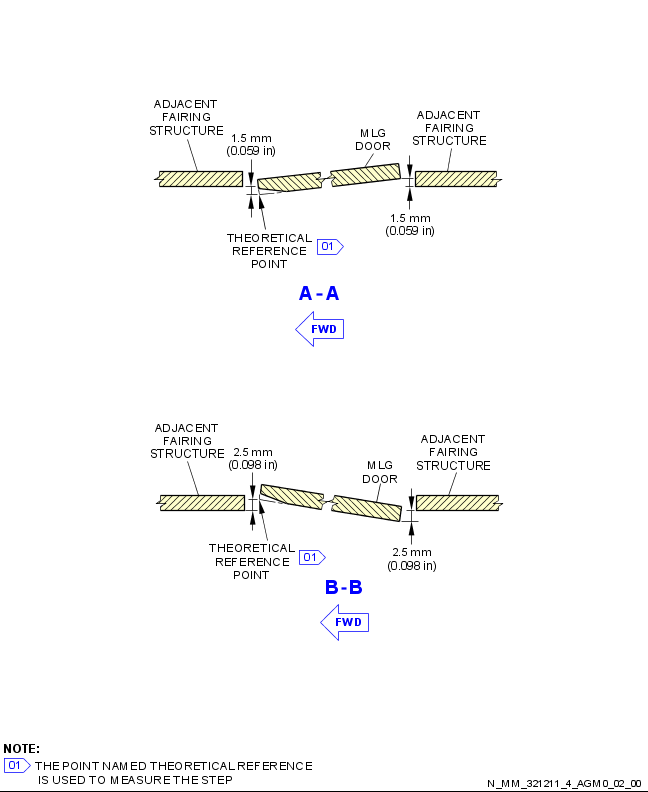 ADJACENT
FAIRING
STRUCTURE
1.5 mm
(0.059 in)
MLG
DOOR
ADJACENT
FAIRING
STRUCTURE
1.5 mm
(0.059 in)
THEORETICAL
REFERENCE
POINT
01
A-A
FWD
ADJACENT
FAIRING
STRUCTURE
2.5 mm
(0.098 in)
MLG
DOOR
ADJACENT
FAIRING
STRUCTURE
2.5 mm
(0.098 in)
THEORETICAL
REFERENCE
POINT
01
B-B
FWD
NOTE:
01 THE POINT NAMED THEORETICAL REFERENCE
IS USED TO MEASURE THE STEP
N_MM_321211_4_AGM0_02_00